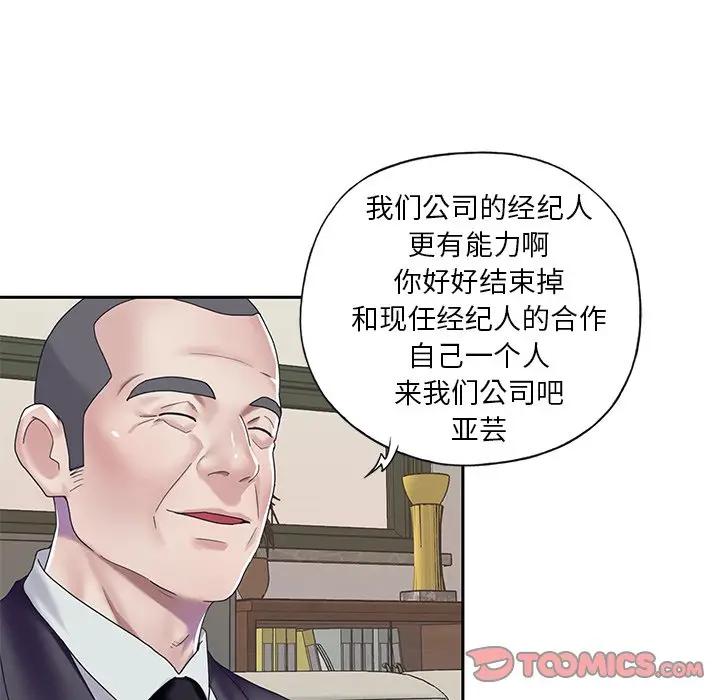 我们公司的经纪人
更有能力啊
你好好结束掉
和现任经纪人的合作
自己一个人
来我们公司吧
亚芸
TOOMICS.COM